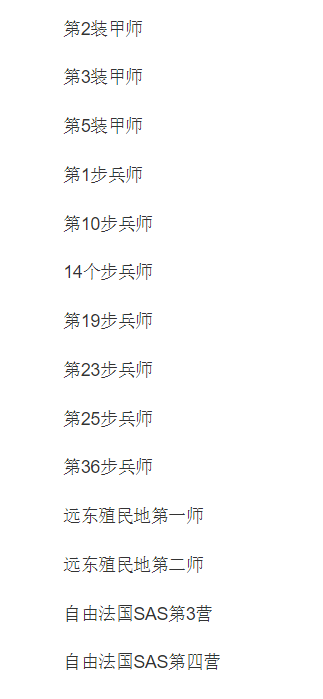 第2装甲师
第3装甲师
第5装甲师
第1步兵师
第10步兵师
14个步兵师
第19步兵师
第23步兵师
第25步兵师
第36步兵师
远东殖民地第一师
远东殖民地第二师
自由法国SAS第3营
自由法国SAS第四营